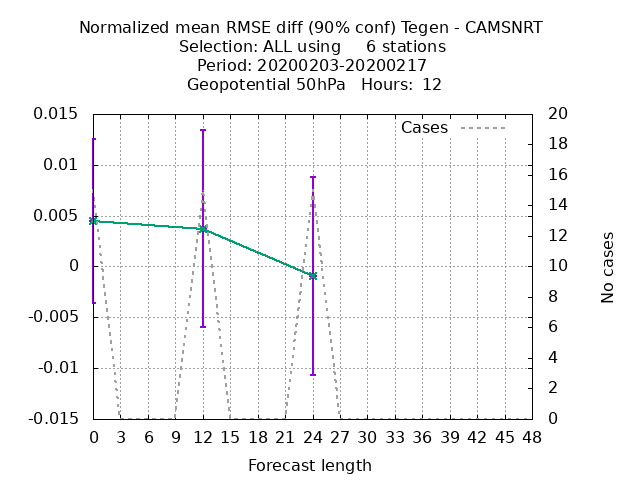 Normalized mean RMSE diff (90% conf) Tegen - CAMSNRT
Selection: ALL using     6 stations
Period: 20200203-20200217
Geopotential 50hPa   Hours:  12
Cases
0.015
0.01
0.005
0
-0.005
-0.01
-0.015
20
18
16
14
12
10
8
6
4
2
0
No cases
0 3 6 9 12 15 18 21 24 27 30 33 36 39 42 45 48
Forecast length